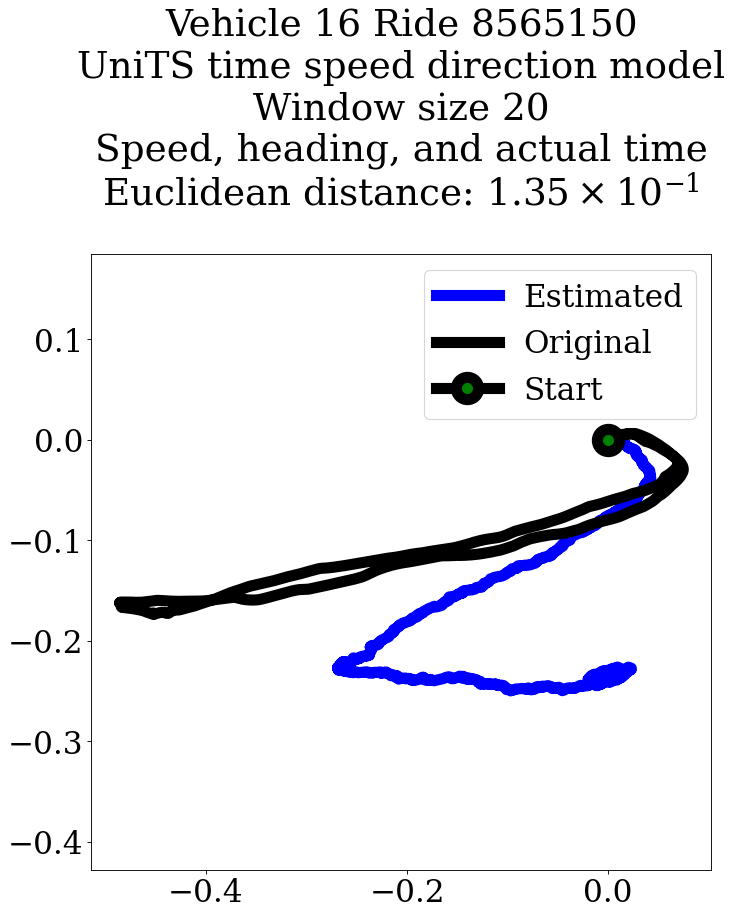 Vehicle 16 Ride 8565150
UniTS time speed direction model
Window size 20
Speed, heading, and actual time
Euclidean distance: 1.35 × 10⁻¹
Estimated
Original
Start
0.1
0.0
−0.1
−0.2
−0.3
−0.4
−0.4 −0.2 0.0